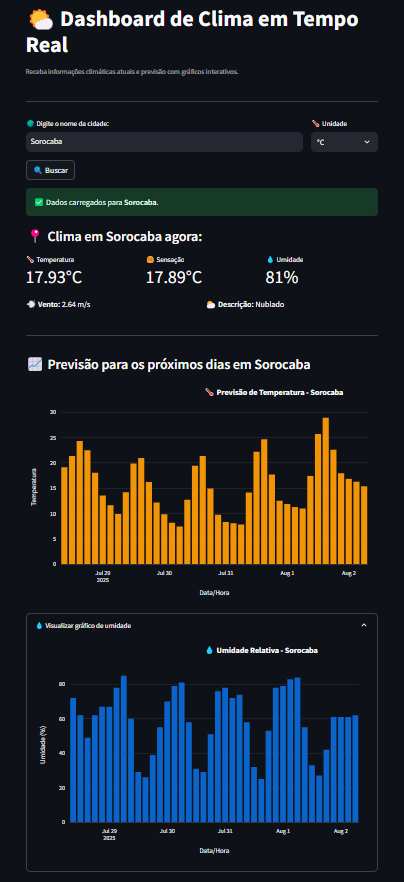 Dashboard de Clima em Tempo
Real
Receba informações climáticas atuais e previsão com gráficos interativos.
Digite o nome da cidade:
Unidade
Sorocaba
°C
Buscar
Dados carregados para Sorocaba.
Clima em Sorocaba agora:
Temperatura
Sensação
Umidade
17.93°C
17.89°C
81%
Vento: 2.64 m/s
Descrição: Nublado
Previsão para os próximos dias em Sorocaba
Previsão de Temperatura - Sorocaba
30
25
20
15
10
5
0
Temperatura
Jul 29
2025
Jul 30
Jul 31
Aug 1
Aug 2
Data/Hora
Visualizar gráfico de umidade
Umidade Relativa - Sorocaba
80
60
40
20
0
Umidade (%)
Jul 29
2025
Jul 30
Jul 31
Aug 1
Aug 2
Data/Hora